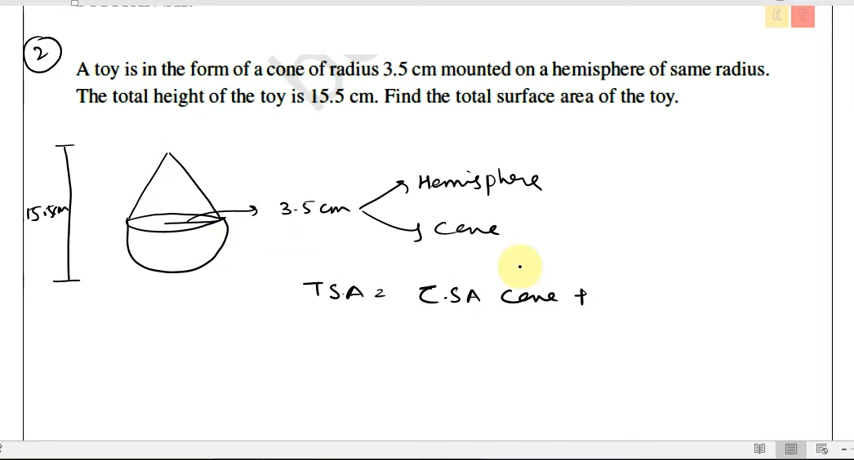 2
A toy is in the form of a cone of radius 3.5 cm mounted on a hemisphere of same radius.
The total height of the toy is 15.5 cm. Find the total surface area of the toy.
15.5cm
3.5 cm
Hemisphere
Cone
T.S.A = C.S.A Cone +
E T